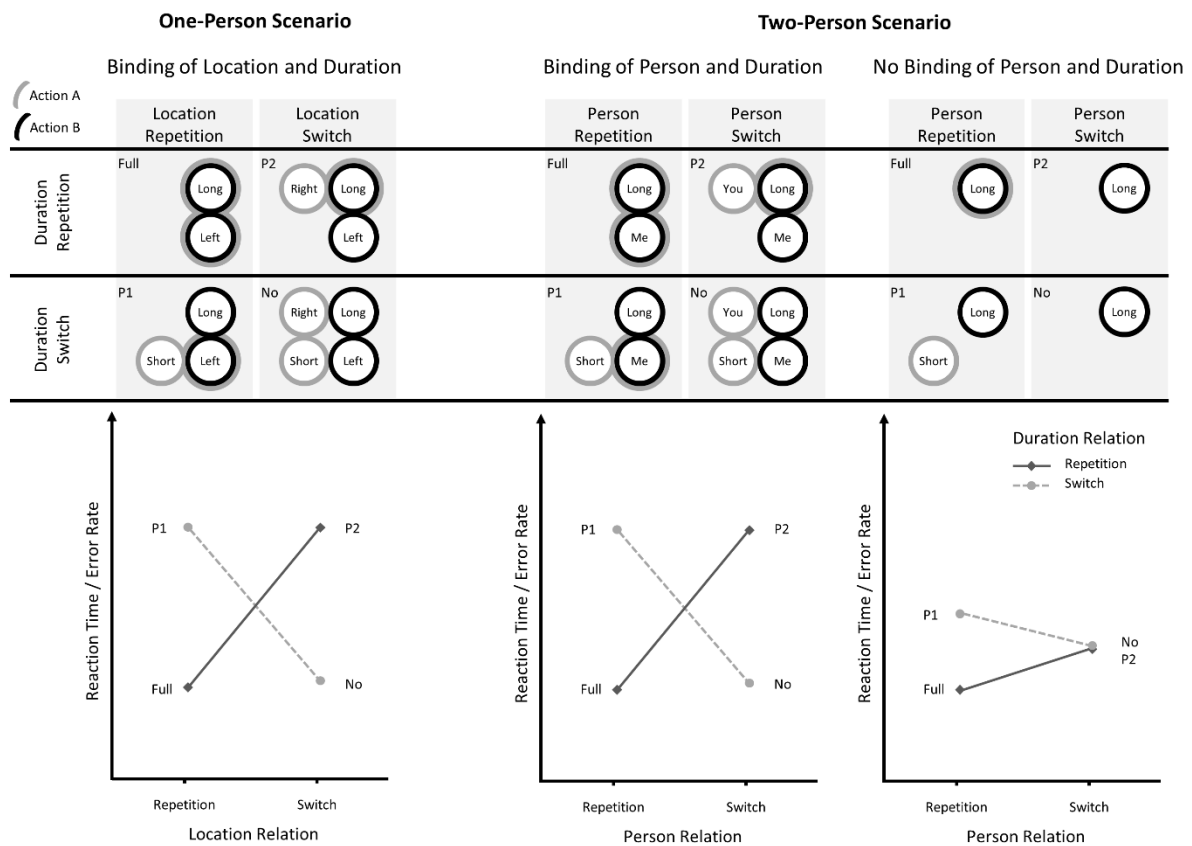 One-Person Scenario
Two-Person Scenario
Binding of Location and Duration
Binding of Person and Duration
No Binding of Person and Duration
Action A
Action B
Location
Repetition
Location
Switch
Person
Repetition
Person
Switch
Person
Repetition
Person
Switch
Duration
Repetition
Full
Long
Left
P2
Right
Long
Left
Full
Long
Me
P2
You
Long
Me
Full
Long
P2
Long
Duration
Switch
P1
Long
Short
Left
No
Right
Long
Short
Left
P1
Long
Short
Me
No
You
Long
Short
Me
P1
Long
Short
No
Long
Reaction Time / Error Rate
P1
P2
Full
No
Repetition
Switch
Location Relation
Reaction Time / Error Rate
P1
P2
Full
No
Repetition
Switch
Person Relation
Duration Relation
Repetition
Switch
Reaction Time / Error Rate
P1
No
P2
Full
Repetition
Switch
Person Relation